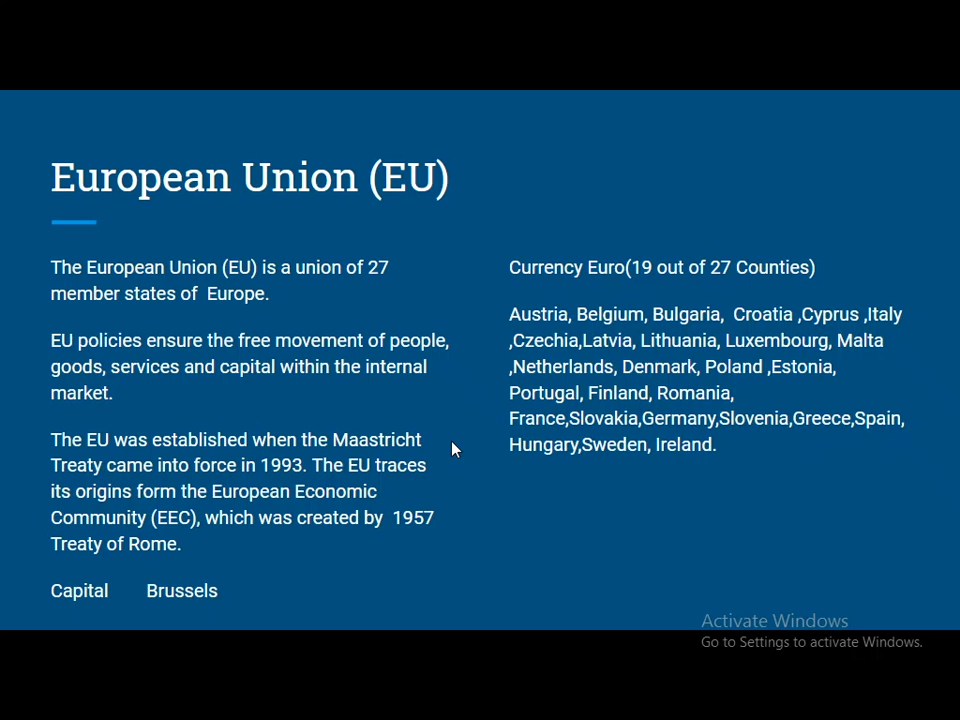 European Union (EU)
The European Union (EU) is a union of 27
member states of  Europe.
EU policies ensure the free movement of people,
goods, services and capital within the internal
market.
The EU was established when the Maastricht
Treaty came into force in 1993. The EU traces
its origins form the European Economic
Community (EEC), which was created by  1957
Treaty of Rome.
Capital Brussels
Currency Euro(19 out of 27 Counties)
Austria, Belgium, Bulgaria,  Croatia ,Cyprus ,Italy
,Czechia,Latvia, Lithuania, Luxembourg, Malta
,Netherlands, Denmark, Poland ,Estonia,
Portugal, Finland, Romania,
France,Slovakia,Germany,Slovenia,Greece,Spain,
Hungary,Sweden, Ireland.
Activate Windows
Go to Settings to activate Windows.